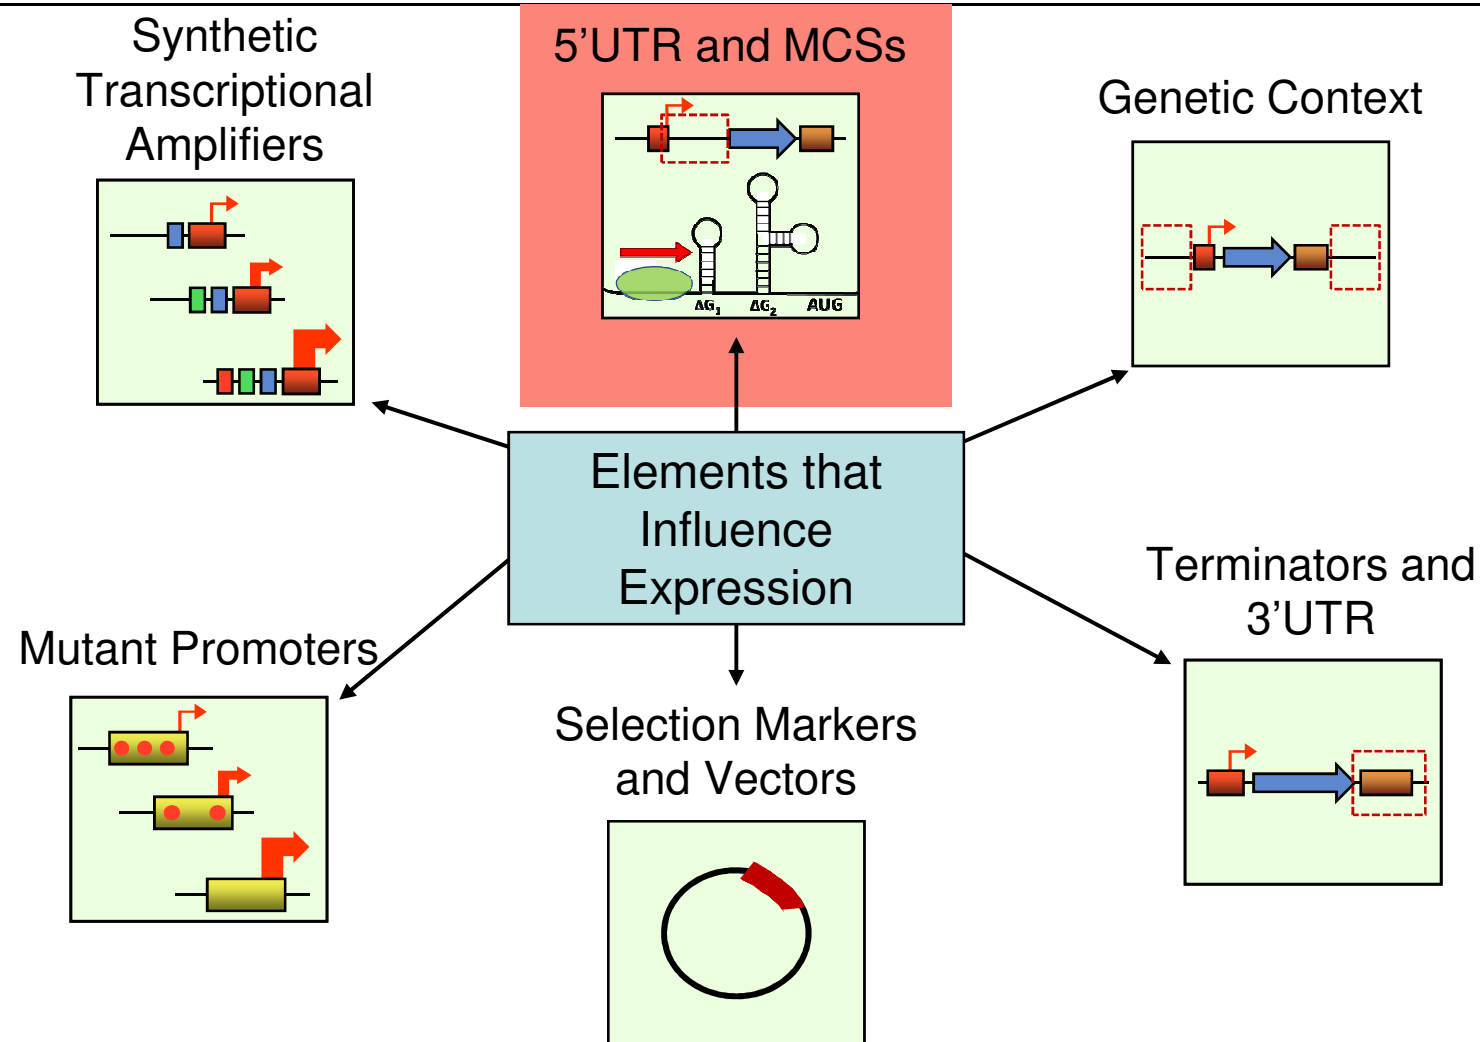 Synthetic
Transcriptional
Amplifiers
5’UTR and MCSs
ΔG1
ΔG2
AUG
Genetic Context
Elements that
Influence
Expression
Mutant Promoters
Selection Markers
and Vectors
Terminators and
3’UTR